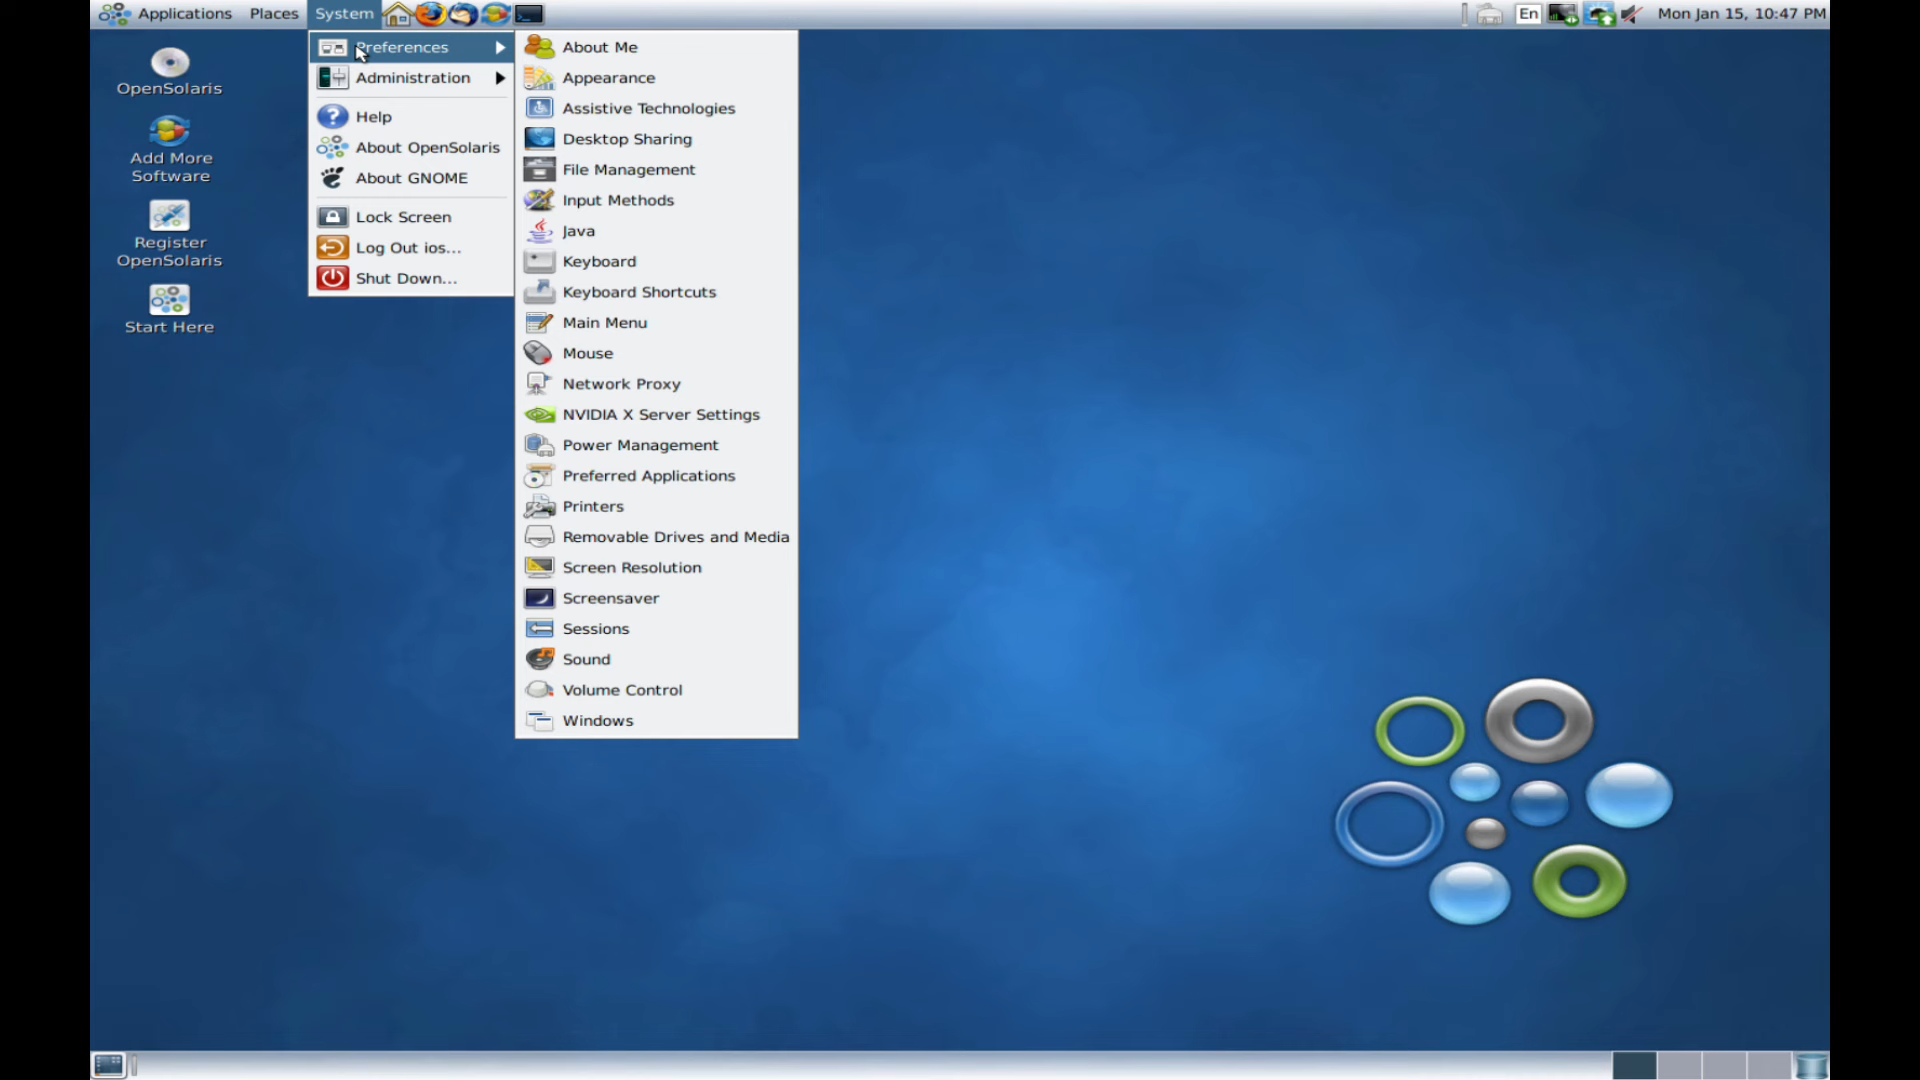 Applications Places System En Mon Jan 15, 10:47 PM
OpenSolaris
Add More
Software
Register
OpenSolaris
Start Here
Preferences
Administration
Help
About OpenSolaris
About GNOME
Lock Screen
Log Out ios...
Shut Down...
About Me
Appearance
Assistive Technologies
Desktop Sharing
File Management
Input Methods
Java
Keyboard
Keyboard Shortcuts
Main Menu
Mouse
Network Proxy
NVIDIA X Server Settings
Power Management
Preferred Applications
Printers
Removable Drives and Media
Screen Resolution
Screensaver
Sessions
Sound
Volume Control
Windows